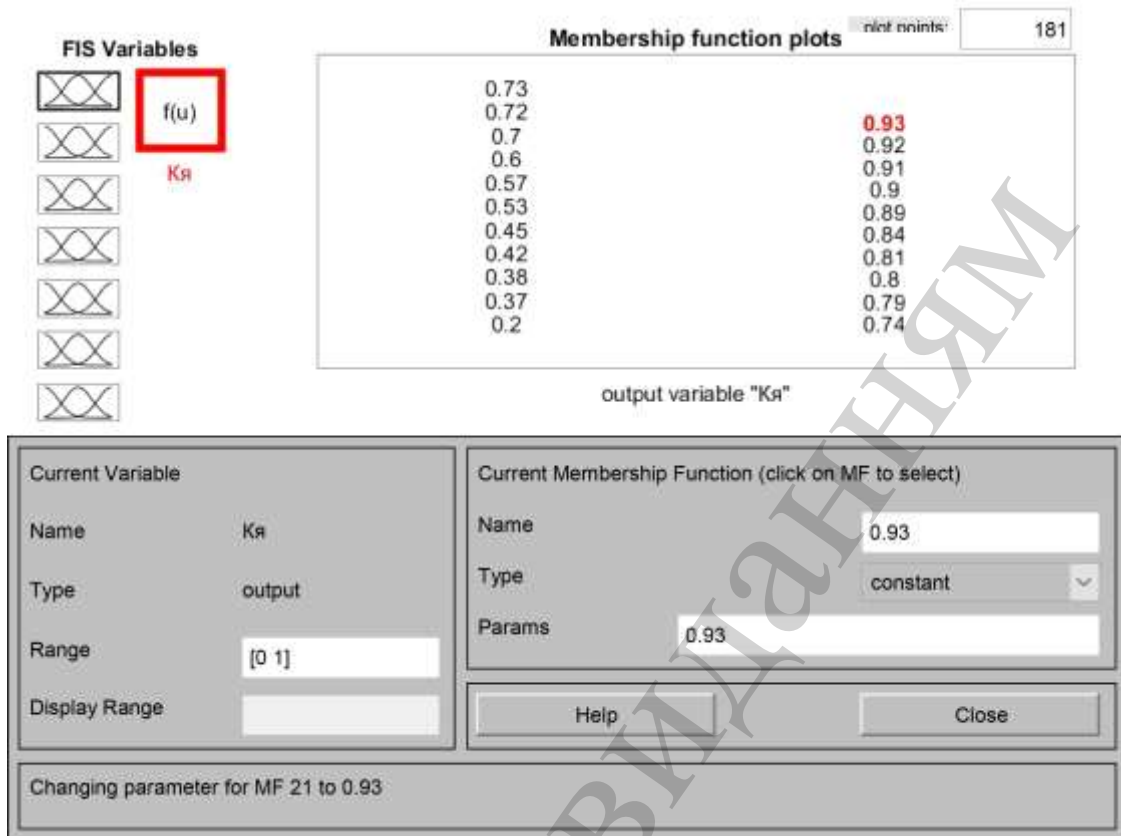 plot points:
181
FIS Variables
Membership function plots
f(u)
Кя
0.73
0.72
0.7
0.6
0.57
0.53
0.45
0.42
0.38
0.37
0.2
0.93
0.92
0.91
0.9
0.89
0.84
0.81
0.8
0.79
0.74
output variable "Кя"
Current Variable
Name Кя
Type output
Range [0 1]
Display Range
Current Membership Function (click on MF to select)
Name 0.93
Type constant
Params 0.93
Help Close
Changing parameter for MF 21 to 0.93
виданням